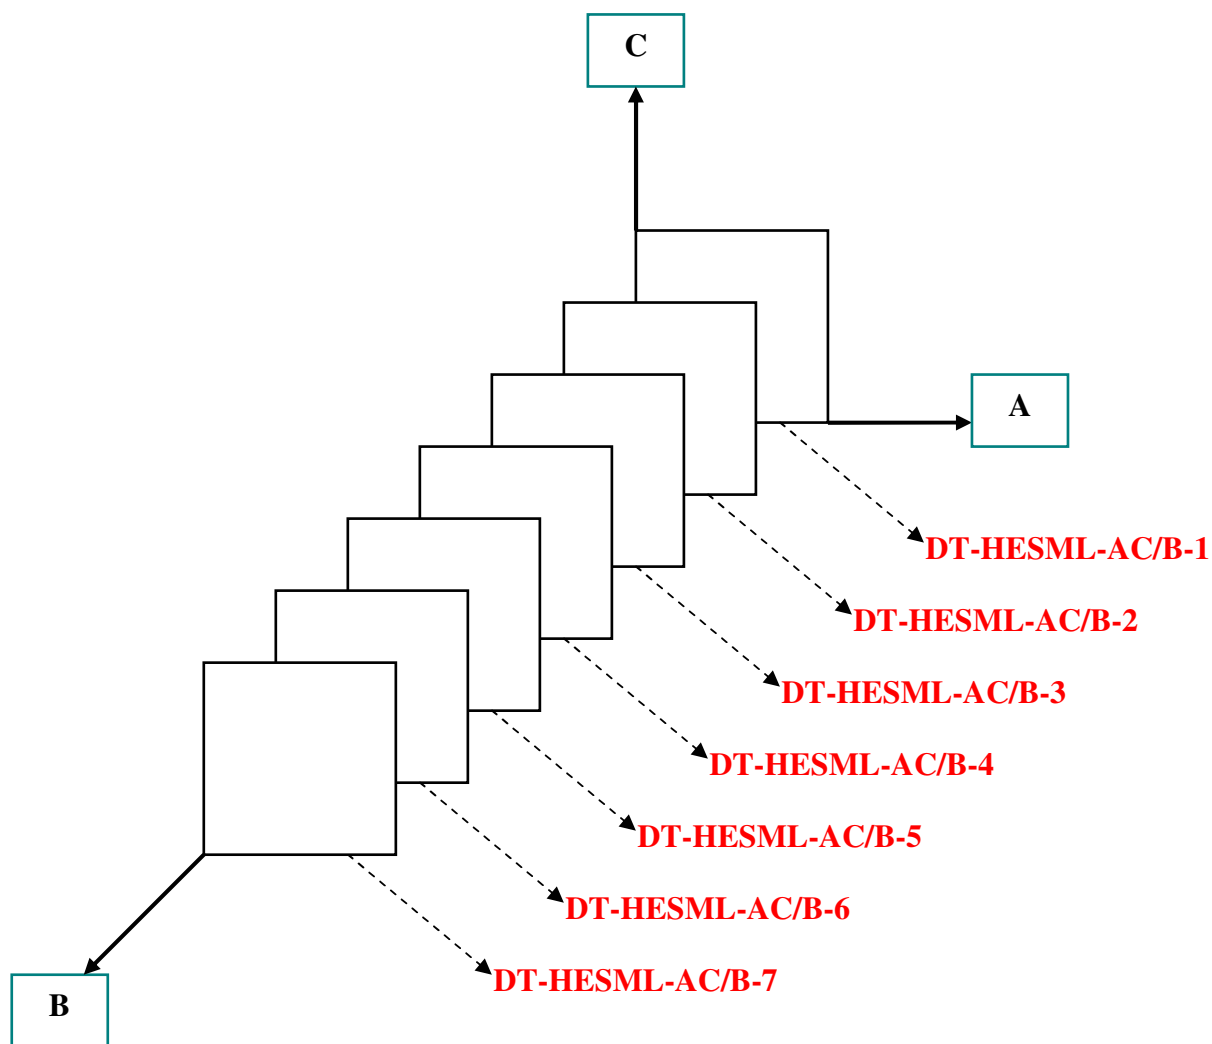 C
A
DT-HESML-AC/B-1
DT-HESML-AC/B-2
DT-HESML-AC/B-3
DT-HESML-AC/B-4
DT-HESML-AC/B-5
DT-HESML-AC/B-6
DT-HESML-AC/B-7
B